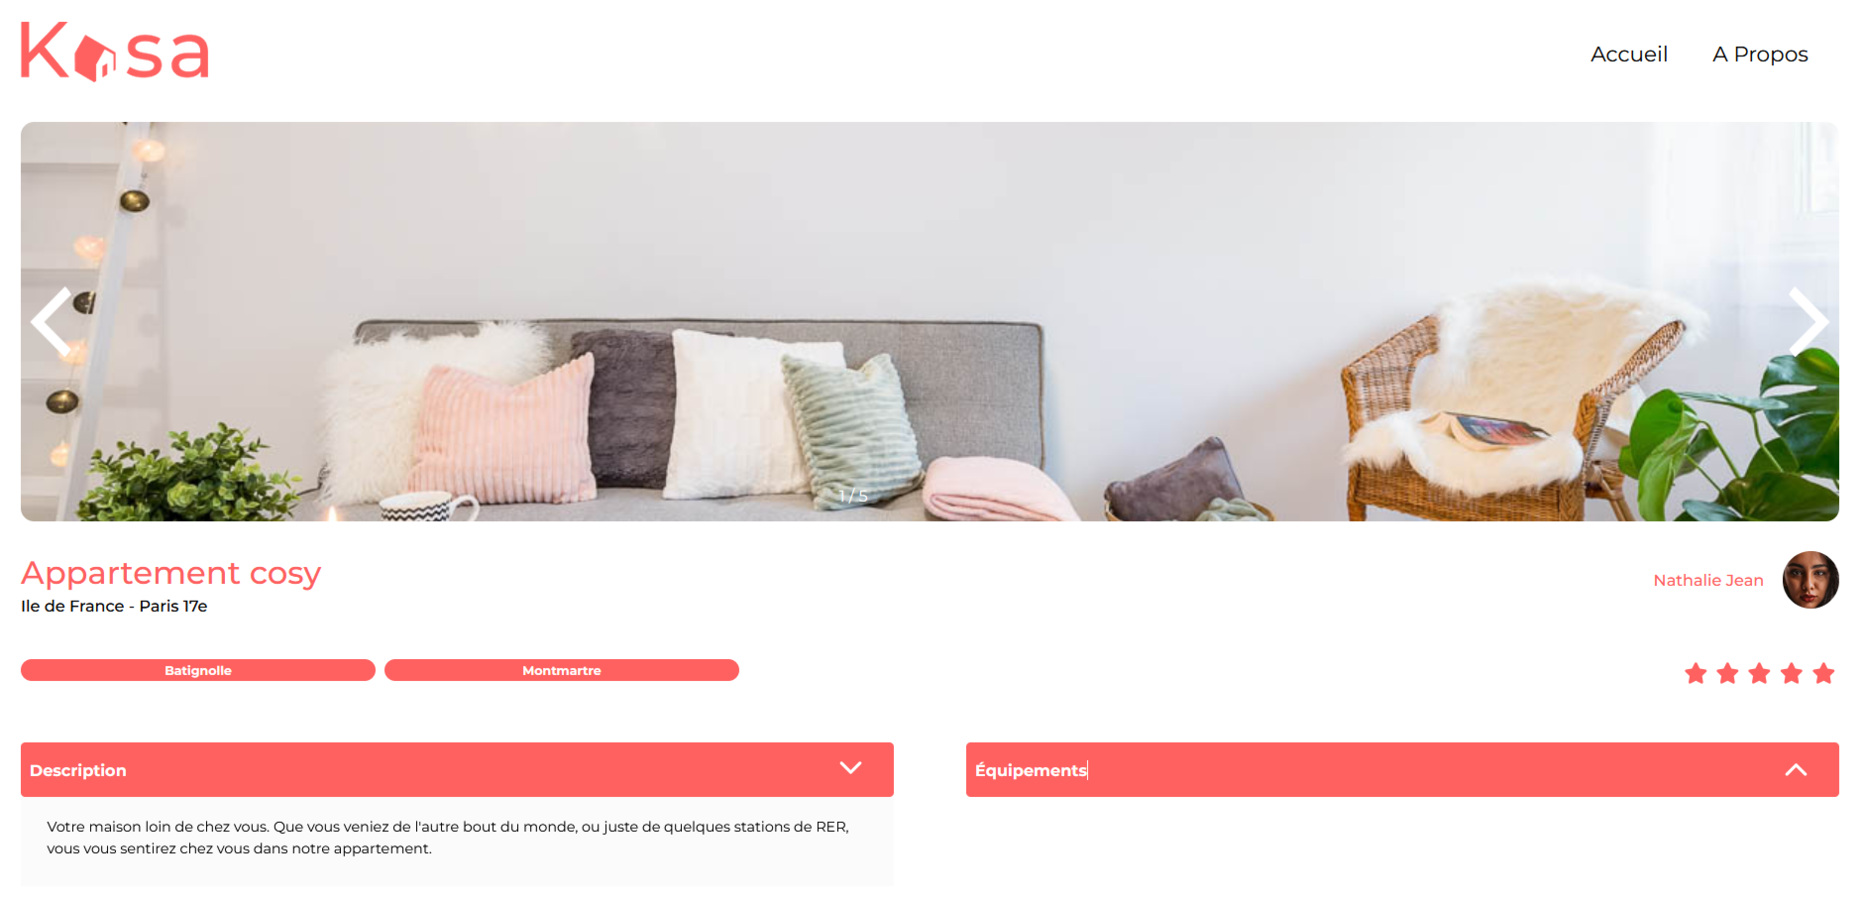 Kasa
Accueil A Propos
1 / 5
Appartement cosy
Nathalie Jean
Ile de France - Paris 17e
Batignolle Montmartre
Description
Équipements
Votre maison loin de chez vous. Que vous veniez de l'autre bout du monde, ou juste de quelques stations de RER,
vous vous sentirez chez vous dans notre appartement.